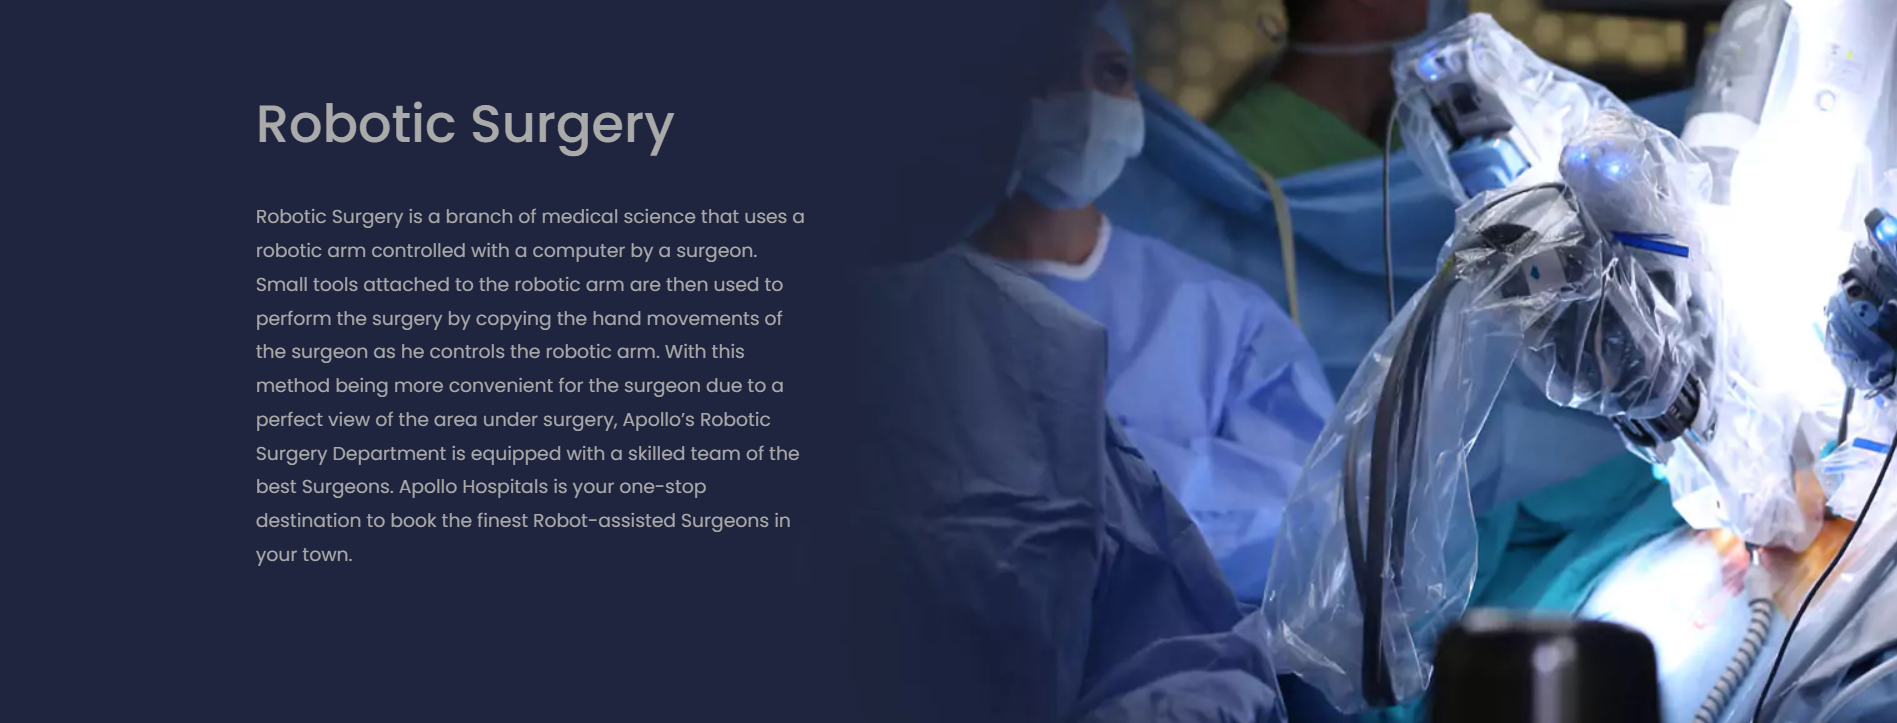 Robotic Surgery
Robotic Surgery is a branch of medical science that uses a
robotic arm controlled with a computer by a surgeon.
Small tools attached to the robotic arm are then used to
perform the surgery by copying the hand movements of
the surgeon as he controls the robotic arm. With this
method being more convenient for the surgeon due to a
perfect view of the area under surgery, Apollo’s Robotic
Surgery Department is equipped with a skilled team of the
best Surgeons. Apollo Hospitals is your one-stop
destination to book the finest Robot-assisted Surgeons in
your town.